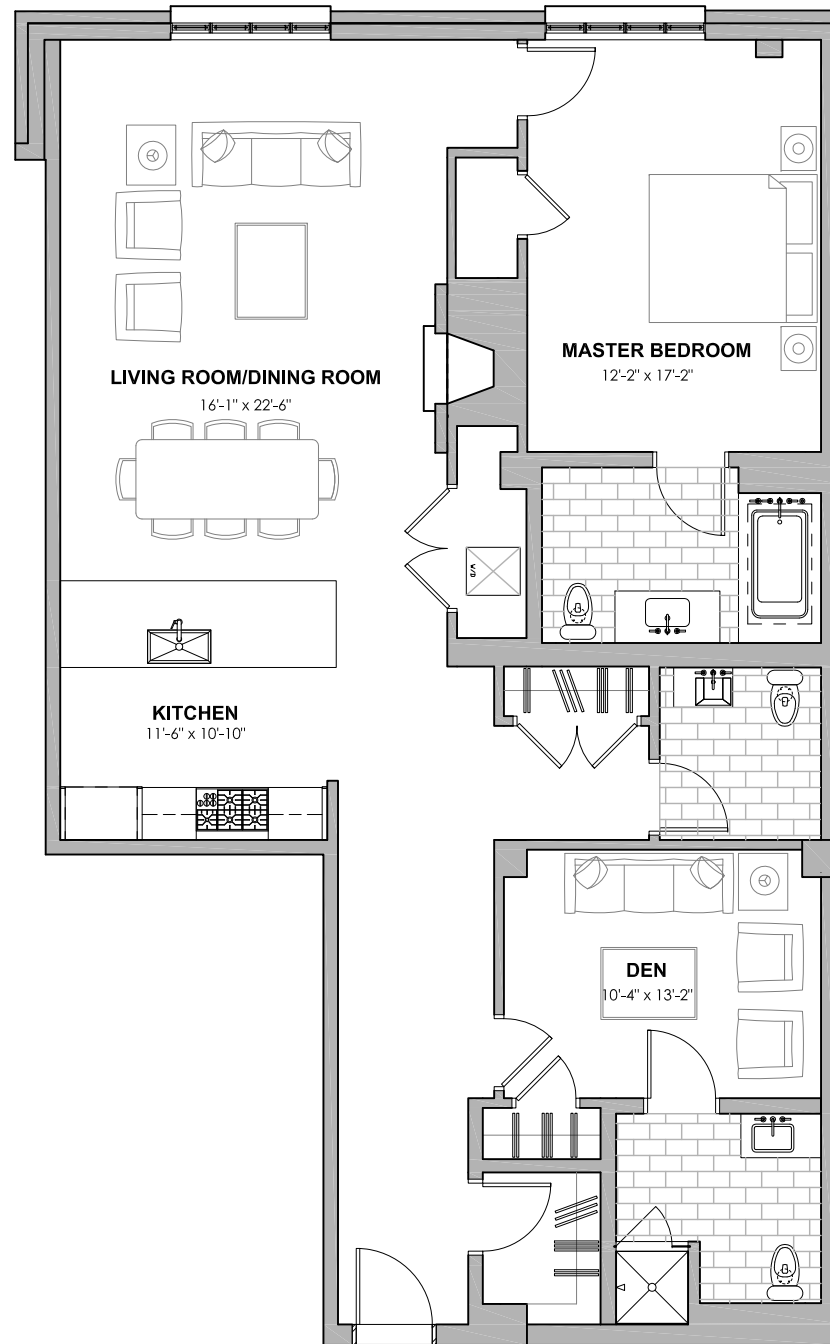 MASTER BEDROOM
12'-2" x 17'-2"
LIVING ROOM/DINING ROOM
16'-1" x 22'-6"
W/D
KITCHEN
11'-6" x 10'-10"
DEN
10'-4" x 13'-2"